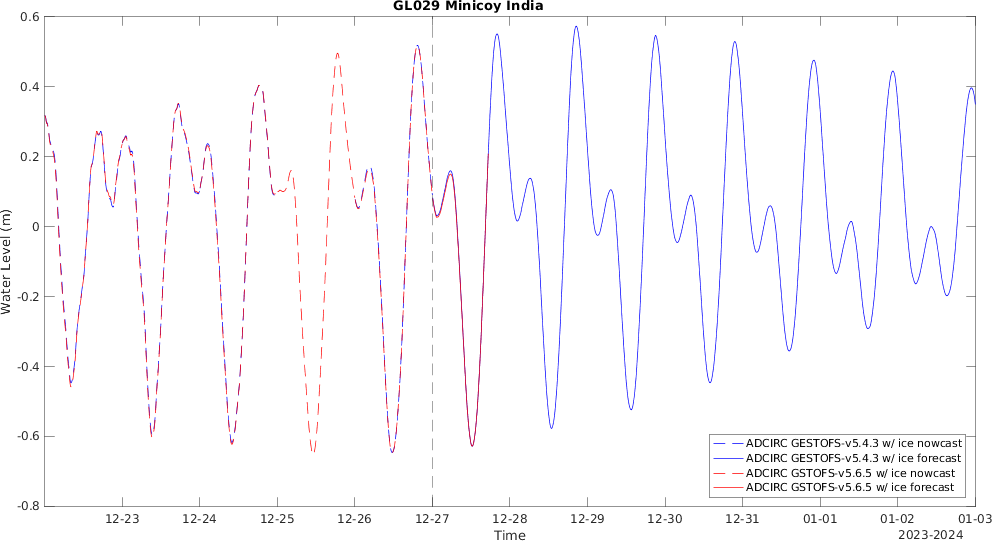 GL029 Minicoy India
0.6
0.4
0.2
0
-0.2
-0.4
-0.6
-0.8
Water Level (m)
12-23 12-24 12-25 12-26 12-27 12-28 12-29 12-30 12-31 01-01 01-02 01-03
Time
2023-2024
ADCIRC GESTOFS-v5.4.3 w/ ice nowcast
ADCIRC GESTOFS-v5.4.3 w/ ice forecast
ADCIRC GSTOFS-v5.6.5 w/ ice nowcast
ADCIRC GSTOFS-v5.6.5 w/ ice forecast